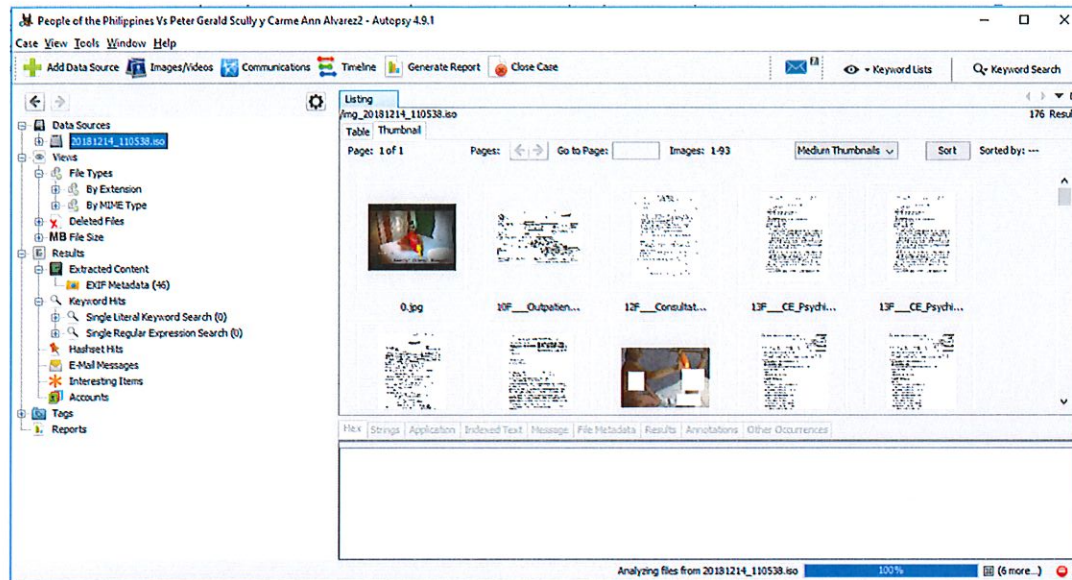 People of the Philippines Vs Peter Gerald Scully y Carme Ann Alvarez2 - Autopsy 4.9.1
Case View Tools Window Help
Add Data Source Images/Videos Communications Timeline Generate Report Close Case Keyword Lists Keyword Search
Listing
/img_20181214_110538.iso 176 Resul
Table Thumbnail
Page: 1 of 1 Pages: Go to Page: Images: 1-93 Medium Thumbnails Sort Sorted by: ---
Data Sources
20181214_110538.iso
Views
File Types
By Extension
By MIME Type
Deleted Files
MB File Size
Results
Extracted Content
EXIF Metadata (46)
Keyword Hits
Single Literal Keyword Search (0)
Single Regular Expression Search (0)
Hashset Hits
E-Mail Messages
Interesting Items
Accounts
Tags
Reports
0.jpg 10F___Outpatien... 12F___Consultat... 13F___CE_Psychi... 13F___CE_Psychi...
Hex Strings Application Indexed Text Message File Metadata Results Annotations Other Occurrences
Analyzing files from 20181214_110538.iso 100% (6 more...)